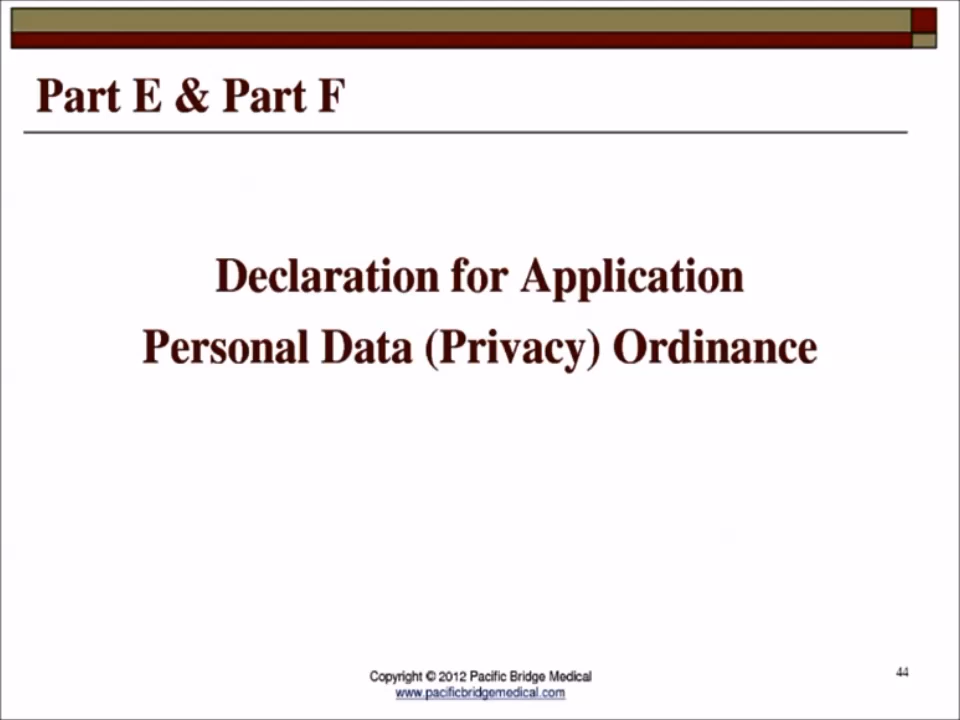 Part E & Part F
Declaration for Application
Personal Data (Privacy) Ordinance
Copyright © 2012 Pacific Bridge Medical
www.pacificbridgemedical.com
44